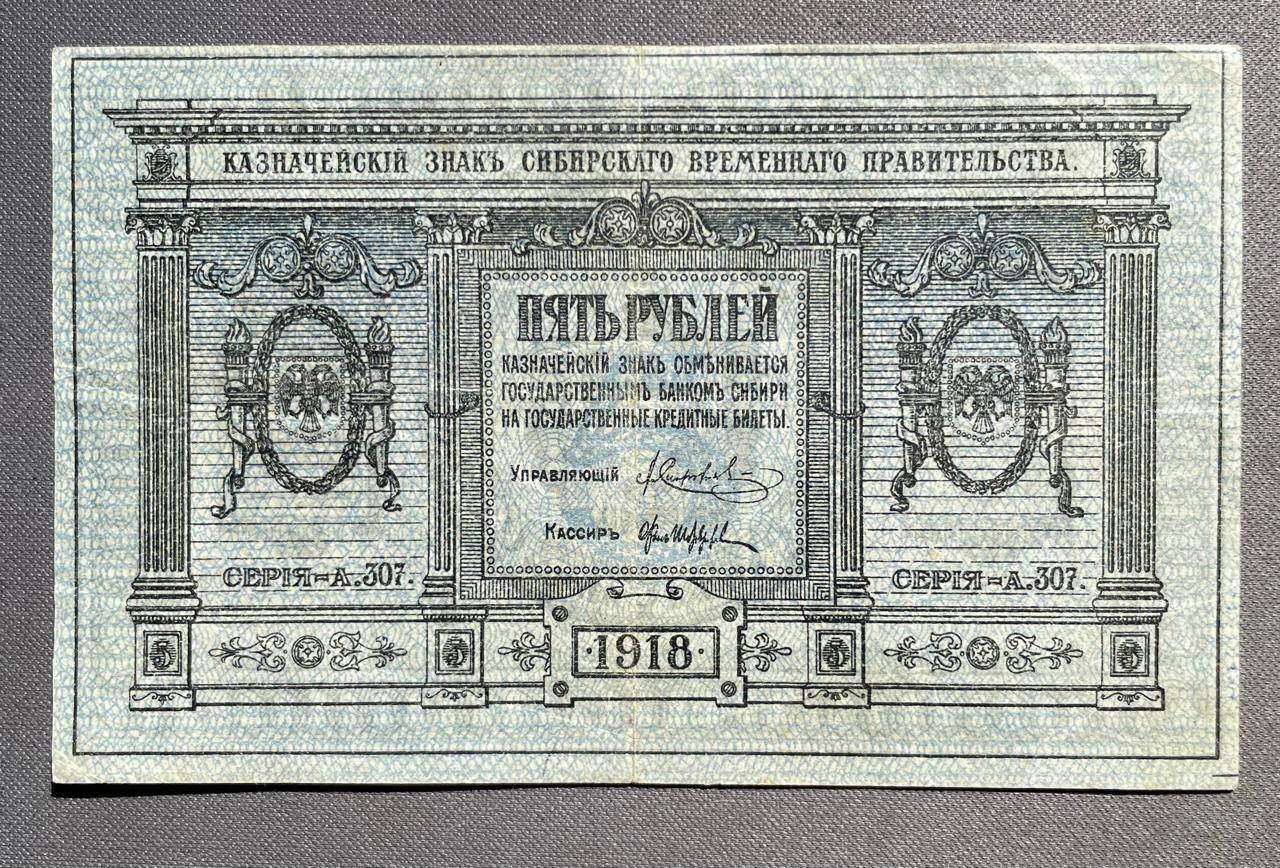 КАЗНАЧЕЙСКІЙ ЗНАКЪ СИБИРСКАГО ВРЕМЕННАГО ПРАВИТЕЛЬСТВА.
ПЯТЬ РУБЛЕЙ
КАЗНАЧЕЙСКІЙ ЗНАКЪ ОБМѢНИВАЕТСЯ
ГОСУДАРСТВЕННЫМЪ БАНКОМЪ СИБИРИ
НА ГОСУДАРСТВЕННЫЕ КРЕДИТНЫЕ БИЛЕТЫ.
УПРАВЛЯЮЩІЙ
КАССИРЪ
СЕРІЯ-А.307.
СЕРІЯ-А.307.
5
5
·1918·
5
5